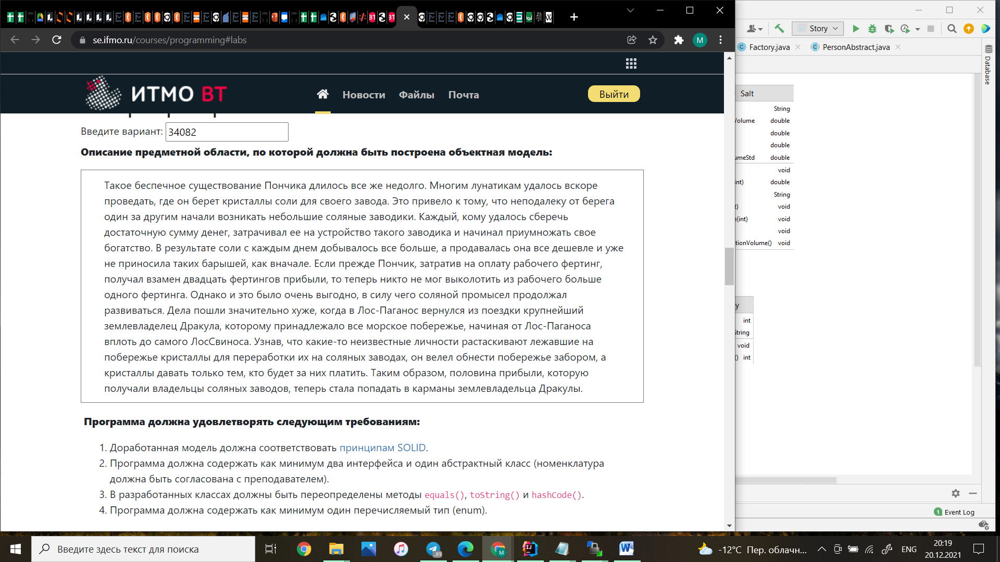 se.ifmo.ru/courses/programming#labs
M
Story
Factory.java
PersonAbstract.java
Database
ИТМО ВТ
Новости
Файлы
Почта
Выйти
Введите вариант: 34082
Описание предметной области, по которой должна быть построена объектная модель:
Такое беспечное существование Пончика длилось все же недолго. Многим лунатикам удалось вскоре
проведать, где он берет кристаллы соли для своего завода. Это привело к тому, что неподалеку от берега
один за другим начали возникать небольшие соляные заводики. Каждый, кому удалось сберечь
достаточную сумму денег, затрачивал ее на устройство такого заводика и начинал приумножать свое
богатство. В результате соли с каждым днем добывалось все больше, а продавалась она все дешевле и уже
не приносила таких барышей, как вначале. Если прежде Пончик, затратив на оплату рабочего фертинг,
получал взамен двадцать фертингов прибыли, то теперь никто не мог выколотить из рабочего больше
одного фертинга. Однако и это было очень выгодно, в силу чего соляной промысел продолжал
развиваться. Дела пошли значительно хуже, когда в Лос-Паганос вернулся из поездки крупнейший
землевладелец Дракула, которому принадлежало все морское побережье, начиная от Лос-Паганоса
вплоть до самого ЛосСвиноса. Узнав, что какие-то неизвестные личности растаскивают лежавшие на
побережье кристаллы для переработки их на соляных заводах, он велел обнести побережье забором, а
кристаллы давать только тем, кто будет за них платить. Таким образом, половина прибыли, которую
получали владельцы соляных заводов, теперь стала попадать в карманы землевладельца Дракулы.
Программа должна удовлетворять следующим требованиям:
1. Доработанная модель должна соответствовать принципам SOLID.
2. Программа должна содержать как минимум два интерфейса и один абстрактный класс (номенклатура
должна быть согласована с преподавателем).
3. В разработанных классах должны быть переопределены методы equals(), toString() и hashCode().
4. Программа должна содержать как минимум один перечисляемый тип (enum).
Salt
String
Volume double
double
double
umeStd double
void
int) double
String
t) void
e(int) void
void
tionVolume() void
y
int
String
void
() int
1 Event Log
Введите здесь текст для поиска
89
M
-12°C Пер. облачн...
ENG
20:19
20.12.2021